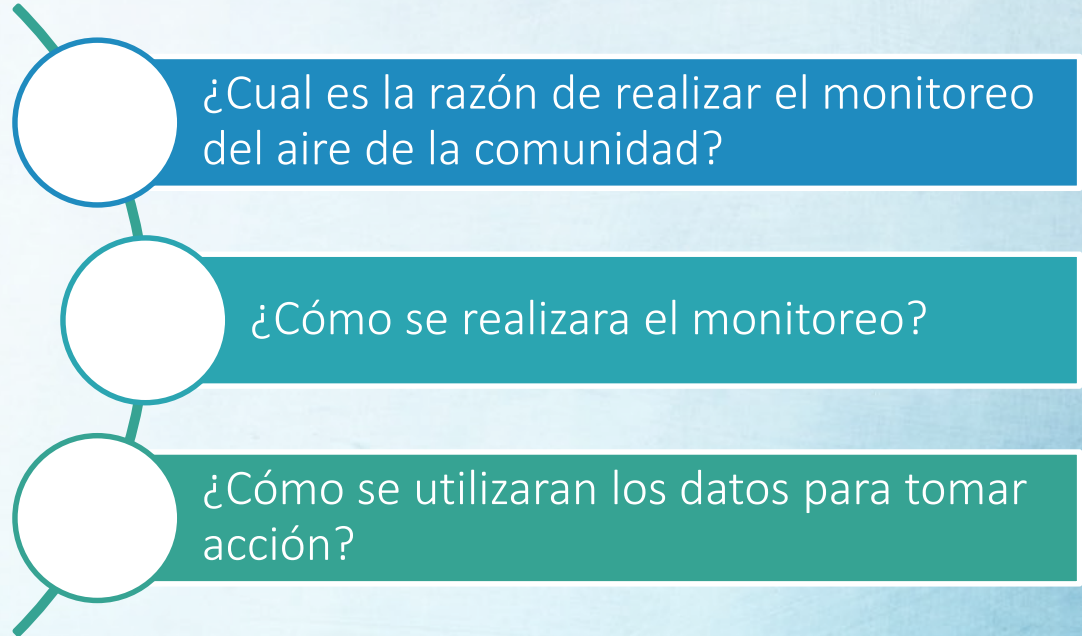 ¿Cual es la razón de realizar el monitoreo
del aire de la comunidad?
¿Cómo se realizara el monitoreo?
¿Cómo se utilizaran los datos para tomar
acción?